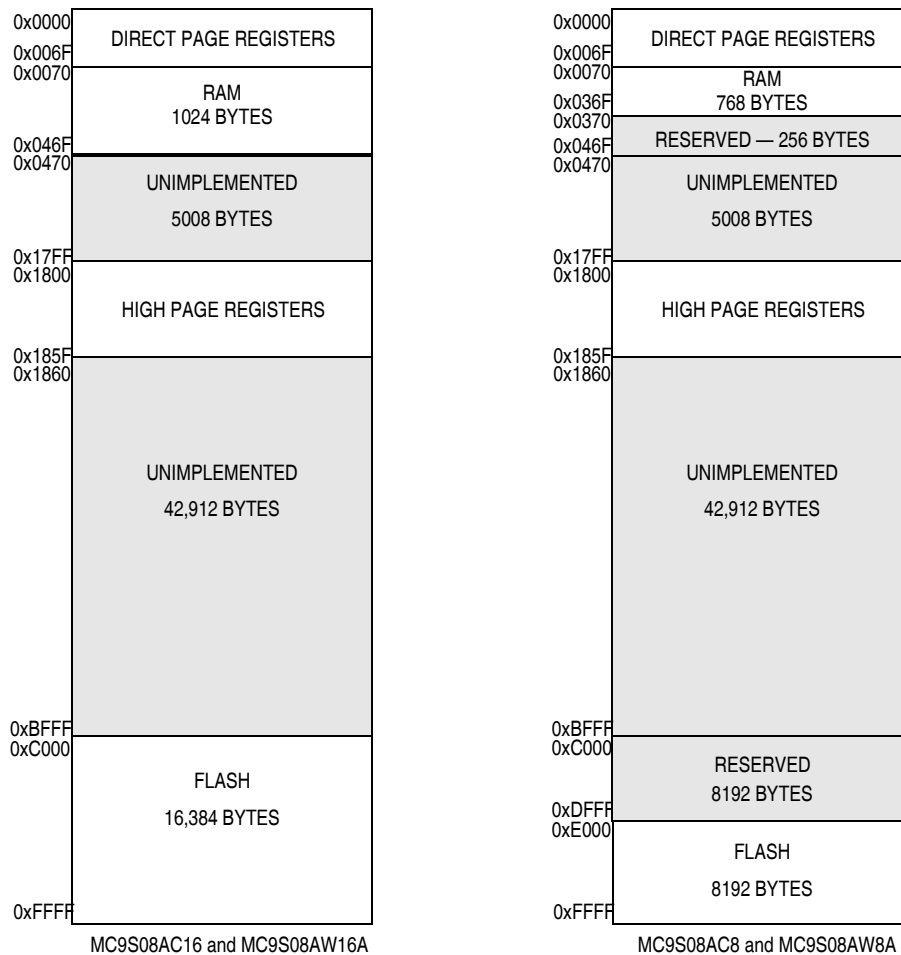 0x0000
DIRECT PAGE REGISTERS
0x006F
0x0070
RAM
1024 BYTES
0x046F
0x0470
UNIMPLEMENTED
5008 BYTES
0x17FF
0x1800
HIGH PAGE REGISTERS
0x185F
0x1860
UNIMPLEMENTED
42,912 BYTES
0xBFFF
0xC000
FLASH
16,384 BYTES
0xFFFF
MC9S08AC16 and MC9S08AW16A
0x0000
DIRECT PAGE REGISTERS
0x006F
0x0070
RAM
768 BYTES
0x036F
0x0370
RESERVED — 256 BYTES
0x046F
0x0470
UNIMPLEMENTED
5008 BYTES
0x17FF
0x1800
HIGH PAGE REGISTERS
0x185F
0x1860
UNIMPLEMENTED
42,912 BYTES
0xBFFF
0xC000
RESERVED
8192 BYTES
0xDFFF
0xE000
FLASH
8192 BYTES
0xFFFF
MC9S08AC8 and MC9S08AW8A